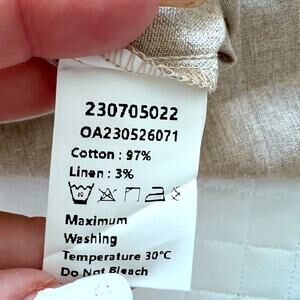 230705022
OA230526071
Cotton : 97%
Linen : 3%
Maximum
Washing
Temperature 30°C
Do Not Bleach